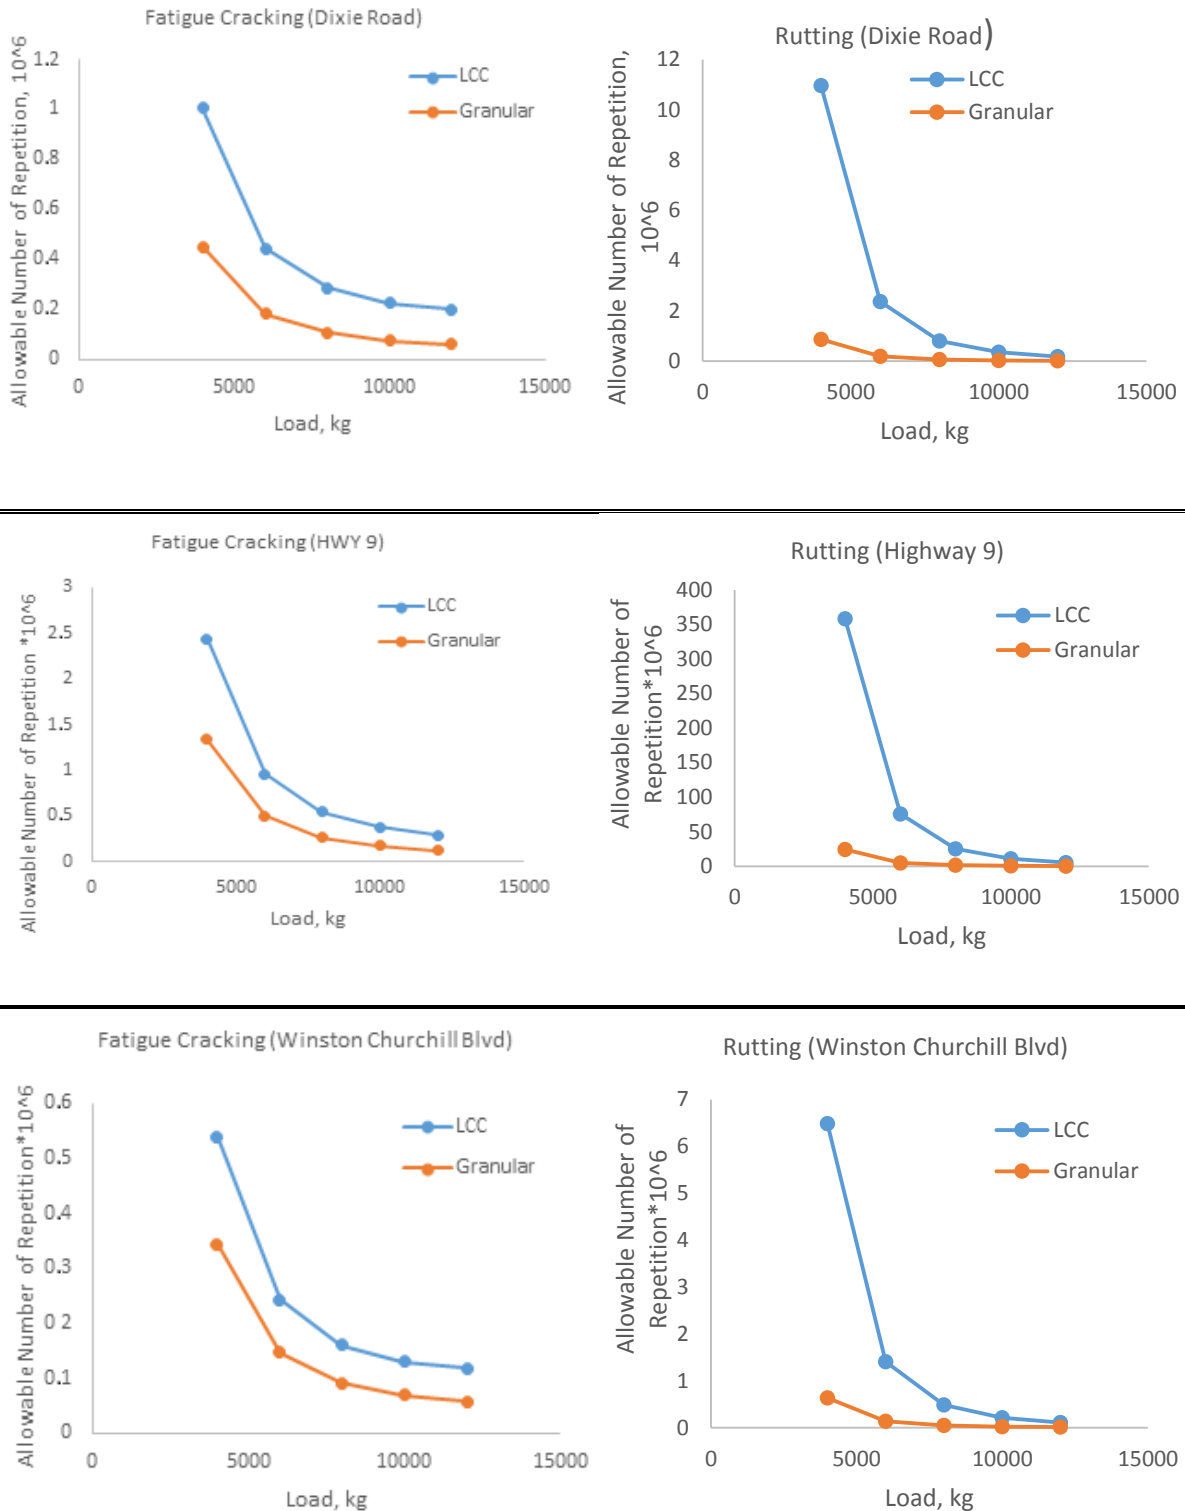 Fatigue Cracking (Dixie Road)
Allowable Number of Repetition, 10^6
1.2
1
0.8
0.6
0.4
0.2
0
0
5000
10000
15000
Load, kg
LCC
Granular
Rutting (Dixie Road)
Allowable Number of Repetition,
10^6
12
10
8
6
4
2
0
0
5000
10000
15000
Load, kg
LCC
Granular
Fatigue Cracking (HWY 9)
Allowable Number of Repetition *10^6
3
2.5
2
1.5
1
0.5
0
0
5000
10000
15000
Load, kg
LCC
Granular
Rutting (Highway 9)
Allowable Number of
Repetition*10^6
400
350
300
250
200
150
100
50
0
0
5000
10000
15000
Load, kg
LCC
Granular
Fatigue Cracking (Winston Churchill Blvd)
Allowable Number of Repetition*10^6
0.6
0.5
0.4
0.3
0.2
0.1
0
0
5000
10000
15000
Load, kg
LCC
Granular
Rutting (Winston Churchill Blvd)
Allowable Number of
Repetition*10^6
7
6
5
4
3
2
1
0
0
5000
10000
15000
Load, kg
LCC
Granular